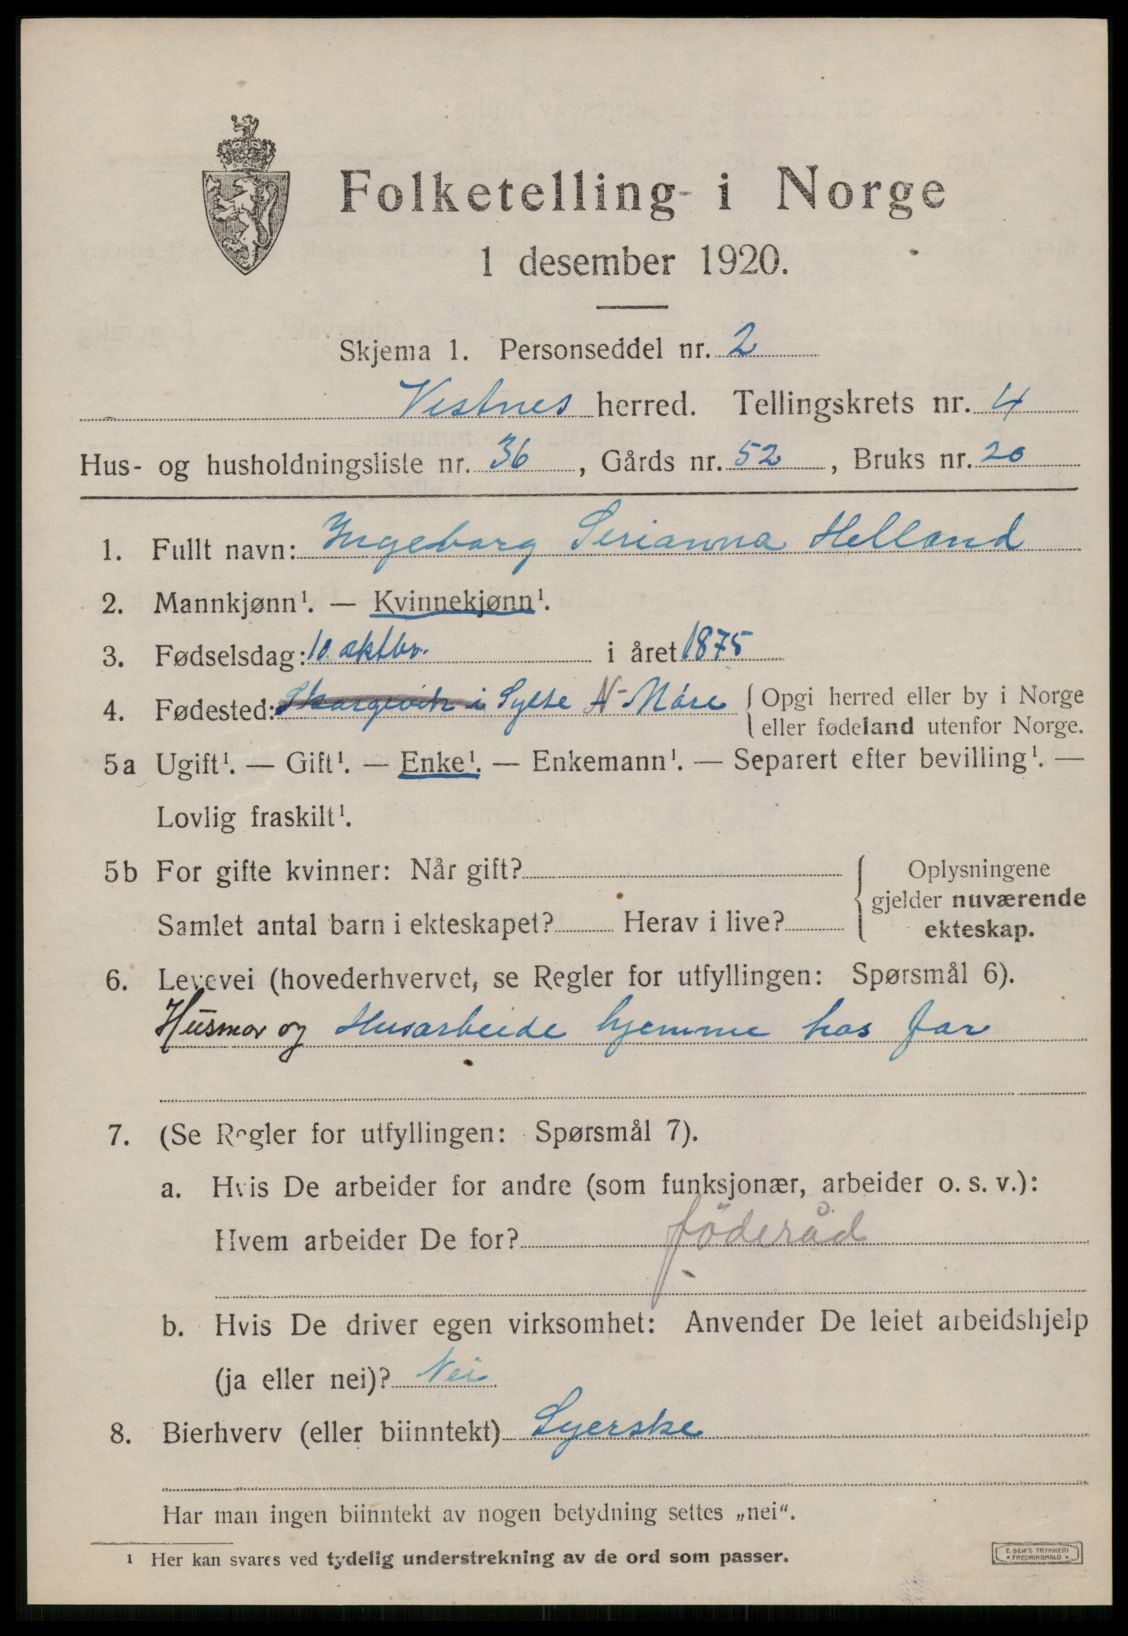 Folketelling i Norge
1 desember 1920.
Skjema 1. Personseddel nr. 2
Vestnes herred. Tellingskrets nr. 4
Hus- og husholdningsliste nr. 36, Gårds nr. 52, Bruks nr. 20
1. Fullt navn: Ingeborg Serianna Helland
2. Mannkjønn¹. — Kvinnekjønn¹.
3. Fødselsdag: 10 oktbr. i året 1875
4. Fødested: Skorgevik i Sylte N-Møre
Opgi herred eller by i Norge
eller fødeland utenfor Norge.
5a Ugift¹. — Gift¹. — Enke¹. — Enkemann¹. — Separert efter bevilling¹. —
Lovlig fraskilt¹.
5b For gifte kvinner: Når gift?
Samlet antal barn i ekteskapet? Herav i live?
Oplysningene
gjelder nuværende
ekteskap.
6. Levevei (hovederhvervet, se Regler for utfyllingen: Spørsmål 6).
Husmor og Husarbeide hjemme hos far
7. (Se Regler for utfyllingen: Spørsmål 7).
a. Hvis De arbeider for andre (som funksjonær, arbeider o. s. v.):
Hvem arbeider De for? föderåd
b. Hvis De driver egen virksomhet: Anvender De leiet arbeidshjelp
(ja eller nei)? Nei
8. Bierhverv (eller biinntekt) Syerske
Har man ingen biinntekt av nogen betydning settes „nei“.
¹ Her kan svares ved tydelig understrekning av de ord som passer.
E. SEM'S TRYKKERI
FREDRIKSHALD